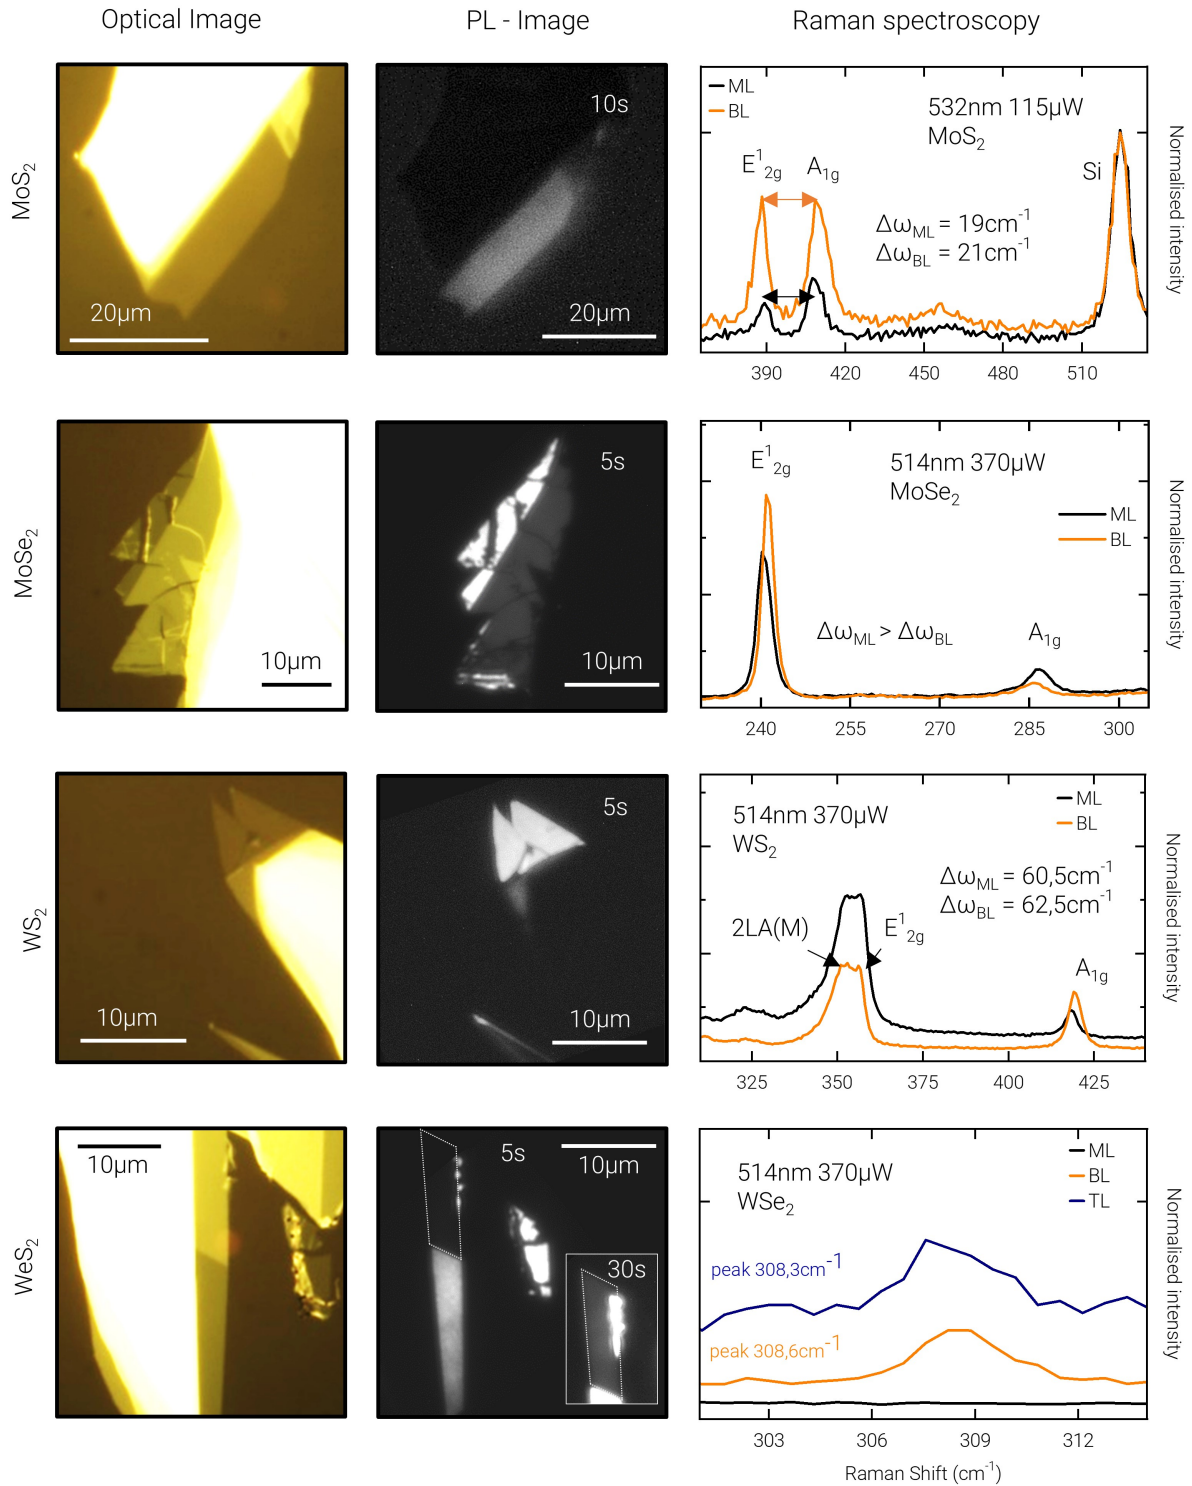 Optical Image
PL - Image
Raman spectroscopy
MoS2
20µm
10s
20µm
ML
BL
532nm 115µW
MoS2
E¹2g
A1g
Si
ΔωML = 19cm⁻¹
ΔωBL = 21cm⁻¹
390 420 450 480 510
Normalised intensity
MoSe2
10µm
5s
10µm
E¹2g
514nm 370µW
MoSe2
ML
BL
ΔωML > ΔωBL
A1g
240 255 270 285 300
Normalised intensity
WS2
10µm
5s
10µm
514nm 370µW
WS2
ML
BL
ΔωML = 60,5cm⁻¹
ΔωBL = 62,5cm⁻¹
2LA(M)
E¹2g
A1g
325 350 375 400 425
Normalised intensity
WeS2
10µm
5s
10µm
30s
514nm 370µW
WSe2
ML
BL
TL
peak 308,3cm⁻¹
peak 308,6cm⁻¹
303 306 309 312
Raman Shift (cm⁻¹)
Normalised intensity